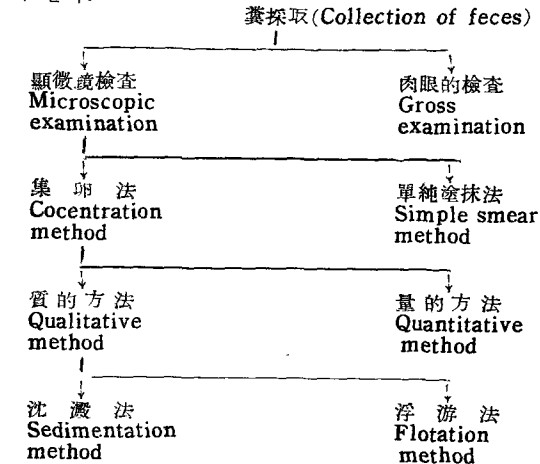 糞採取(Collection of feces)
顯微鏡檢査
Microscopic
examination
肉眼的檢査
Gross
examination
集 卵 法
Cocentration
method
單純塗抹法
Simple smear
method
質的方法
Qualitative
method
量的方法
Quantitative
method
沈 澱 法
Sedimentation
method
浮 游 法
Flotation
method